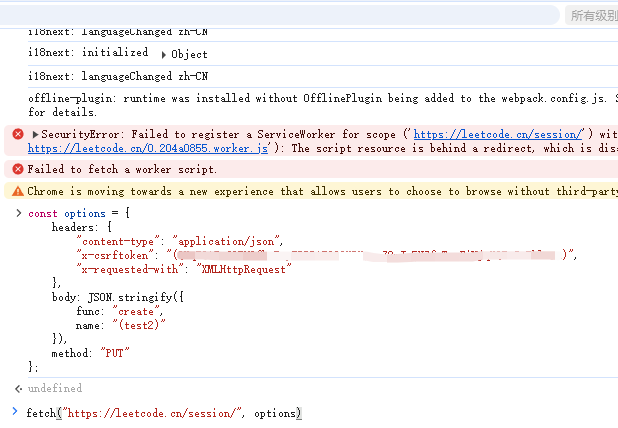 所有级别
i18next: languageChanged zh-CN
i18next: initialized ▶Object
i18next: languageChanged zh-CN
offline-plugin: runtime was installed without OfflinePlugin being added to the webpack.config.js. S
for details.
▶SecurityError: Failed to register a ServiceWorker for scope ('https://leetcode.cn/session/') wit
https://leetcode.cn/0.204a0855.worker.js'): The script resource is behind a redirect, which is dis
Failed to fetch a worker script.
Chrome is moving towards a new experience that allows users to choose to browse without third-party
> const options = {
headers: {
"content-type": "application/json",
"x-csrftoken": "( )",
"x-requested-with": "XMLHttpRequest"
},
body: JSON.stringify({
func: "create",
name: "(test2)"
}),
method: "PUT"
};
undefined
> fetch("https://leetcode.cn/session/", options)